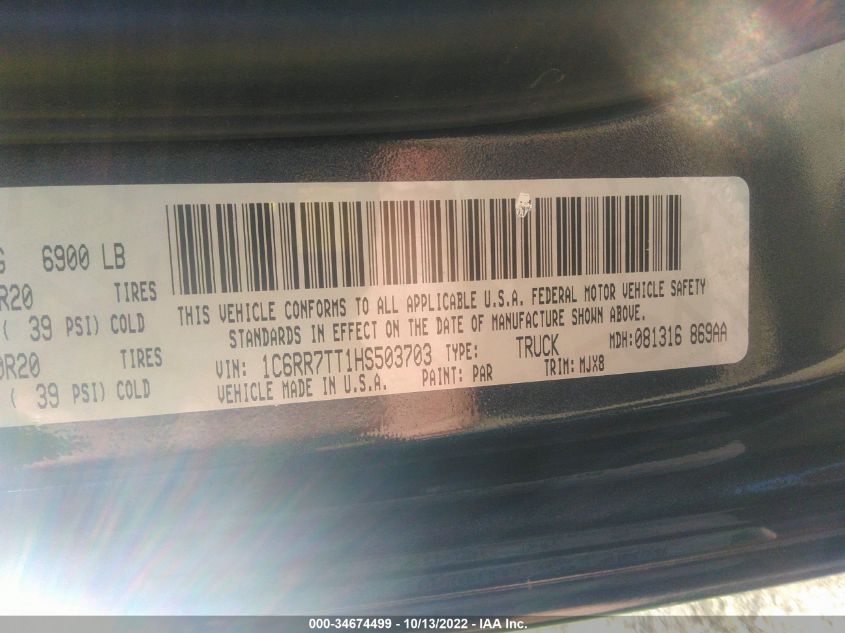 G 6900 LB
R20 TIRES
( 39 PSI) COLD
0R20 TIRES
( 39 PSI) COLD
THIS VEHICLE CONFORMS TO ALL APPLICABLE U.S.A. FEDERAL MOTOR VEHICLE SAFETY
STANDARDS IN EFFECT ON THE DATE OF MANUFACTURE SHOWN ABOVE.
VIN: 1C6RR7TT1HS503703 TYPE: TRUCK MDH:081316 869AA
VEHICLE MADE IN U.S.A. PAINT: PAR TRIM: MJX8
000-34674499 - 10/13/2022 - IAA Inc.